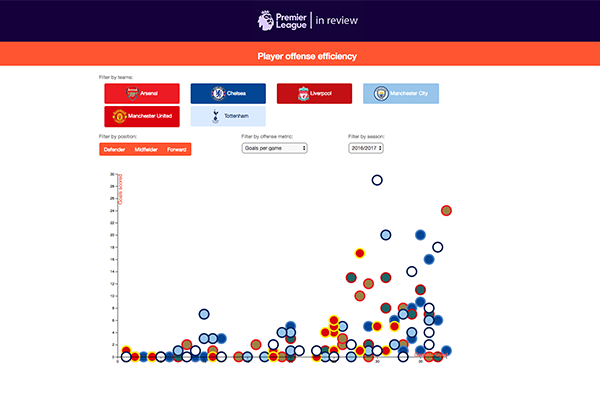 Premier League | in review
Player offense efficiency
Filter by teams:
Arsenal
Chelsea
Liverpool
Manchester City
Manchester United
Tottenham
Filter by position:
Filter by offense metric:
Filter by season:
Defender
Midfielder
Forward
Goals per game
2016/2017
Goals scored
30
28
26
24
22
20
18
16
14
12
10
8
6
4
2
0